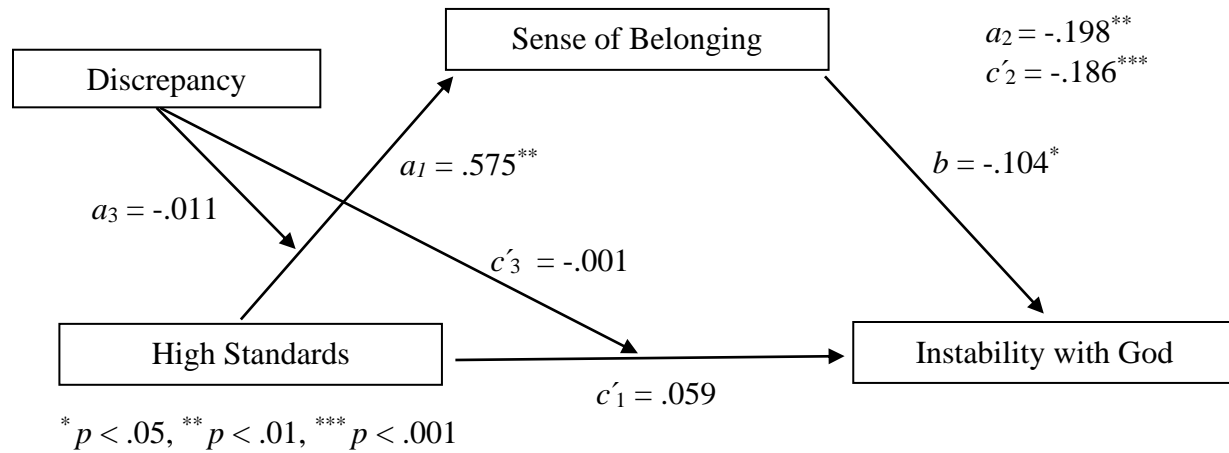 Sense of Belonging
a2 = -.198**
c´2 = -.186***
Discrepancy
a1 = .575**
b = -.104*
a3 = -.011
c´3 = -.001
High Standards
Instability with God
c´1 = .059
* p < .05, ** p < .01, *** p < .001